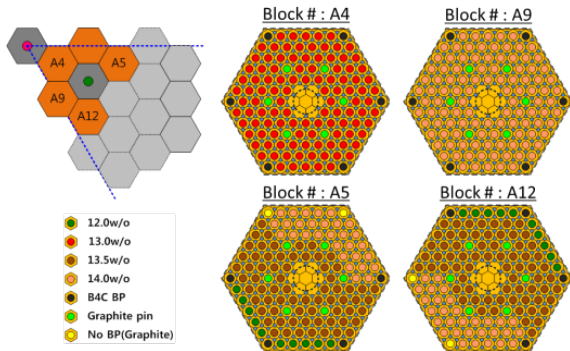 Block # : A4
Block # : A9
A4
A5
A9
A12
Block # : A5
Block # : A12
12.0w/o
13.0w/o
13.5w/o
14.0w/o
B4C BP
Graphite pin
No BP(Graphite)